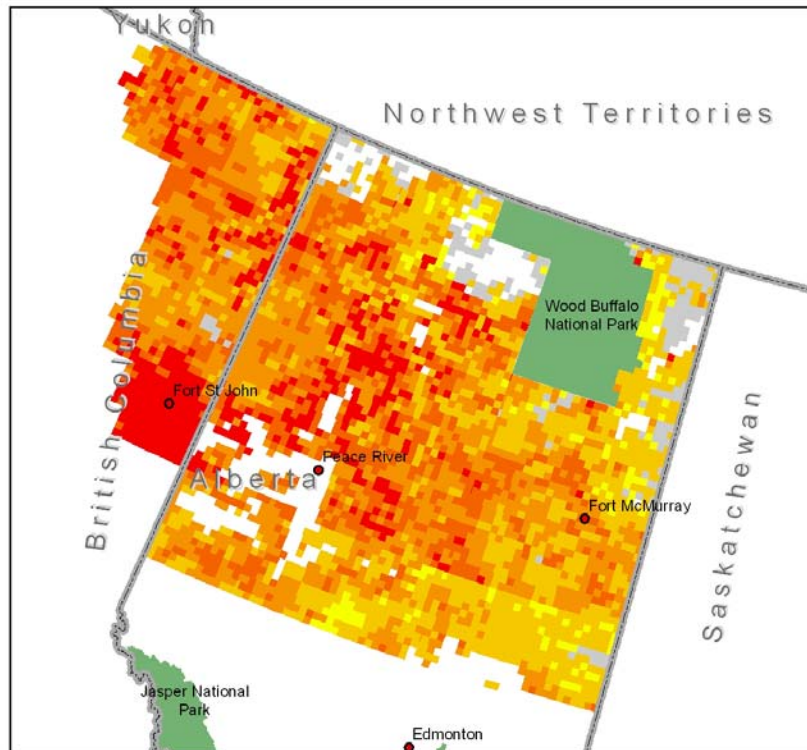 Yukon
Northwest Territories
Wood Buffalo
National Park
British Columbia
Fort St John
Peace River
Alberta
Fort McMurray
Saskatchewan
Jasper National
Park
Edmonton